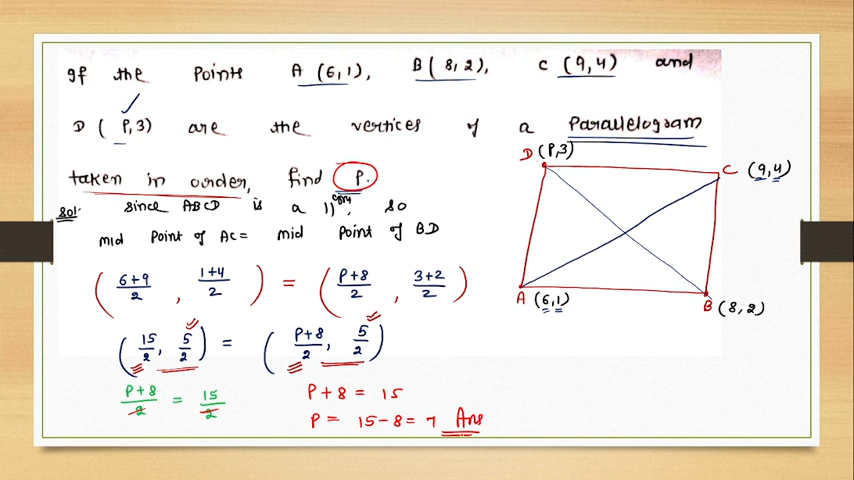 If the Points A (6,1), B( 8,2), C (9,4) and
D ( P,3) are the vertices of a Parallelogram
taken in order, find P.
Sol: since ABCD is a ||gm, so
mid Point of AC = mid Point of BD
( 6+9/2 , 1+4/2 ) = ( P+8/2 , 3+2/2 )
( 15/2 , 5/2 ) = ( P+8/2 , 5/2 )
P+8/2 = 15/2
P+8 = 15
P = 15-8 = 7 Ans
D (P,3)
C (9,4)
A (6,1)
B (8,2)